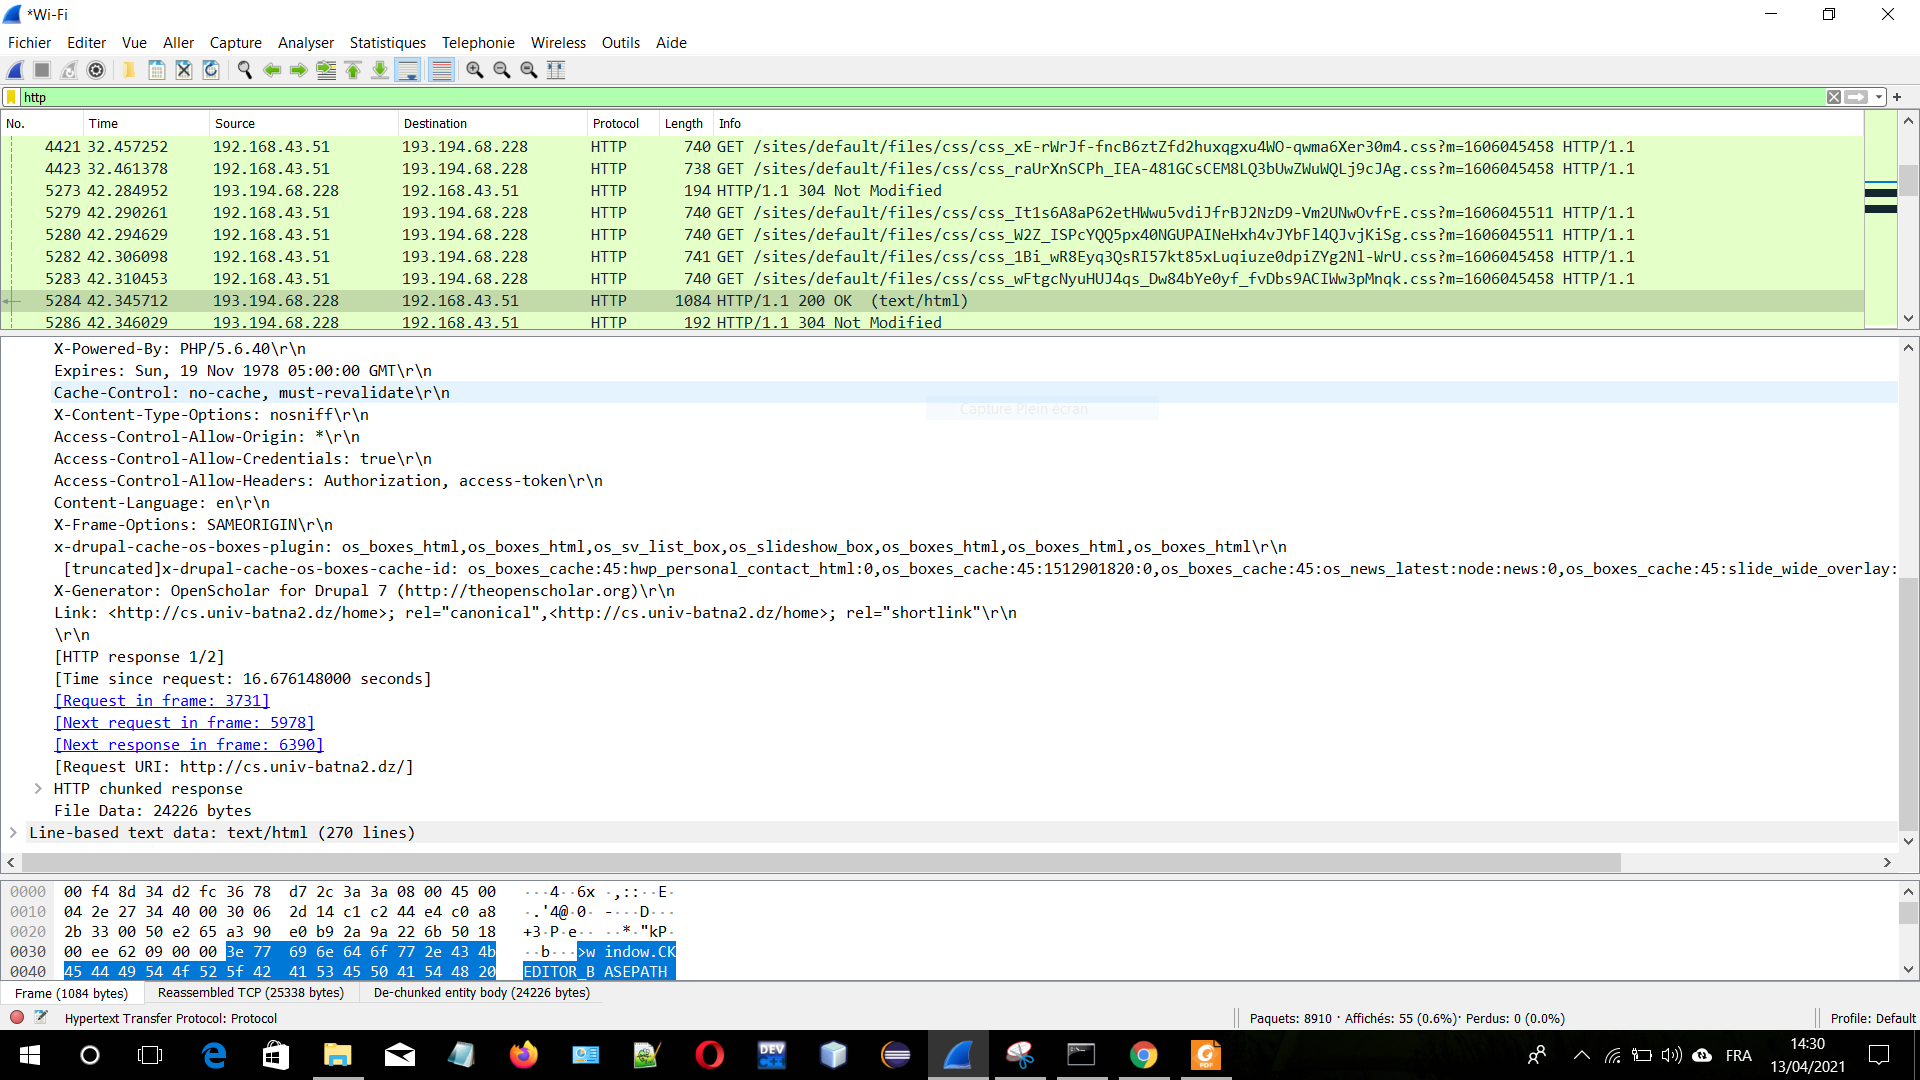 *Wi-Fi
Fichier Editer Vue Aller Capture Analyser Statistiques Telephonie Wireless Outils Aide
http
No. Time Source Destination Protocol Length Info
4421 32.457252 192.168.43.51 193.194.68.228 HTTP 740 GET /sites/default/files/css/css_xE-rWrJf-fncB6ztZfd2huxqgxu4WO-qwma6Xer30m4.css?m=1606045458 HTTP/1.1
4423 32.461378 192.168.43.51 193.194.68.228 HTTP 738 GET /sites/default/files/css/css_raUrXnSCPh_IEA-481GCsCEM8LQ3bUwZWuWQLj9cJAg.css?m=1606045458 HTTP/1.1
5273 42.284952 193.194.68.228 192.168.43.51 HTTP 194 HTTP/1.1 304 Not Modified
5279 42.290261 192.168.43.51 193.194.68.228 HTTP 740 GET /sites/default/files/css/css_It1s6A8aP62etHWwu5vdiJfrBJ2NzD9-Vm2UNwOvfrE.css?m=1606045511 HTTP/1.1
5280 42.294629 192.168.43.51 193.194.68.228 HTTP 740 GET /sites/default/files/css/css_W2Z_ISPcYQQ5px40NGUPAINeHxh4vJYbFl4QJvjKiSg.css?m=1606045511 HTTP/1.1
5282 42.306098 192.168.43.51 193.194.68.228 HTTP 741 GET /sites/default/files/css/css_1Bi_wR8Eyq3QsRI57kt85xLuqiuze0dpiZYg2Nl-WrU.css?m=1606045458 HTTP/1.1
5283 42.310453 192.168.43.51 193.194.68.228 HTTP 740 GET /sites/default/files/css/css_wFtgcNyuHUJ4qs_Dw84bYe0yf_fvDbs9ACIWw3pMnqk.css?m=1606045458 HTTP/1.1
5284 42.345712 193.194.68.228 192.168.43.51 HTTP 1084 HTTP/1.1 200 OK (text/html)
5286 42.346029 193.194.68.228 192.168.43.51 HTTP 192 HTTP/1.1 304 Not Modified
X-Powered-By: PHP/5.6.40\r\n
Expires: Sun, 19 Nov 1978 05:00:00 GMT\r\n
Cache-Control: no-cache, must-revalidate\r\n
Capture Plein écran
X-Content-Type-Options: nosniff\r\n
Access-Control-Allow-Origin: *\r\n
Access-Control-Allow-Credentials: true\r\n
Access-Control-Allow-Headers: Authorization, access-token\r\n
Content-Language: en\r\n
X-Frame-Options: SAMEORIGIN\r\n
x-drupal-cache-os-boxes-plugin: os_boxes_html,os_boxes_html,os_sv_list_box,os_slideshow_box,os_boxes_html,os_boxes_html,os_boxes_html\r\n
[truncated]x-drupal-cache-os-boxes-cache-id: os_boxes_cache:45:hwp_personal_contact_html:0,os_boxes_cache:45:1512901820:0,os_boxes_cache:45:os_news_latest:node:news:0,os_boxes_cache:45:slide_wide_overlay:
X-Generator: OpenScholar for Drupal 7 (http://theopenscholar.org)\r\n
Link: <http://cs.univ-batna2.dz/home>; rel="canonical",<http://cs.univ-batna2.dz/home>; rel="shortlink"\r\n
\r\n
[HTTP response 1/2]
[Time since request: 16.676148000 seconds]
[Request in frame: 3731]
[Next request in frame: 5978]
[Next response in frame: 6390]
[Request URI: http://cs.univ-batna2.dz/]
HTTP chunked response
File Data: 24226 bytes
Line-based text data: text/html (270 lines)
0000 00 f4 8d 34 d2 fc 36 78 d7 2c 3a 3a 08 00 45 00 ···4··6x ·,::··E·
0010 04 2e 27 34 40 00 30 06 2d 14 c1 c2 44 e4 c0 a8 ·.'4@·0· -···D···
0020 2b 33 00 50 e2 65 a3 90 e0 b9 2a 9a 22 6b 50 18 +3·P·e·· ··*·"kP·
0030 00 ee 62 09 00 00 3e 77 69 6e 64 6f 77 2e 43 4b ··b···>w indow.CK
0040 45 44 49 54 4f 52 5f 42 41 53 45 50 41 54 48 20 EDITOR_B ASEPATH
Frame (1084 bytes) Reassembled TCP (25338 bytes) De-chunked entity body (24226 bytes)
Hypertext Transfer Protocol: Protocol Paquets: 8910 · Affichés: 55 (0.6%)· Perdus: 0 (0.0%) Profile: Default
DEV C++
PDF
FRA
14:30
13/04/2021